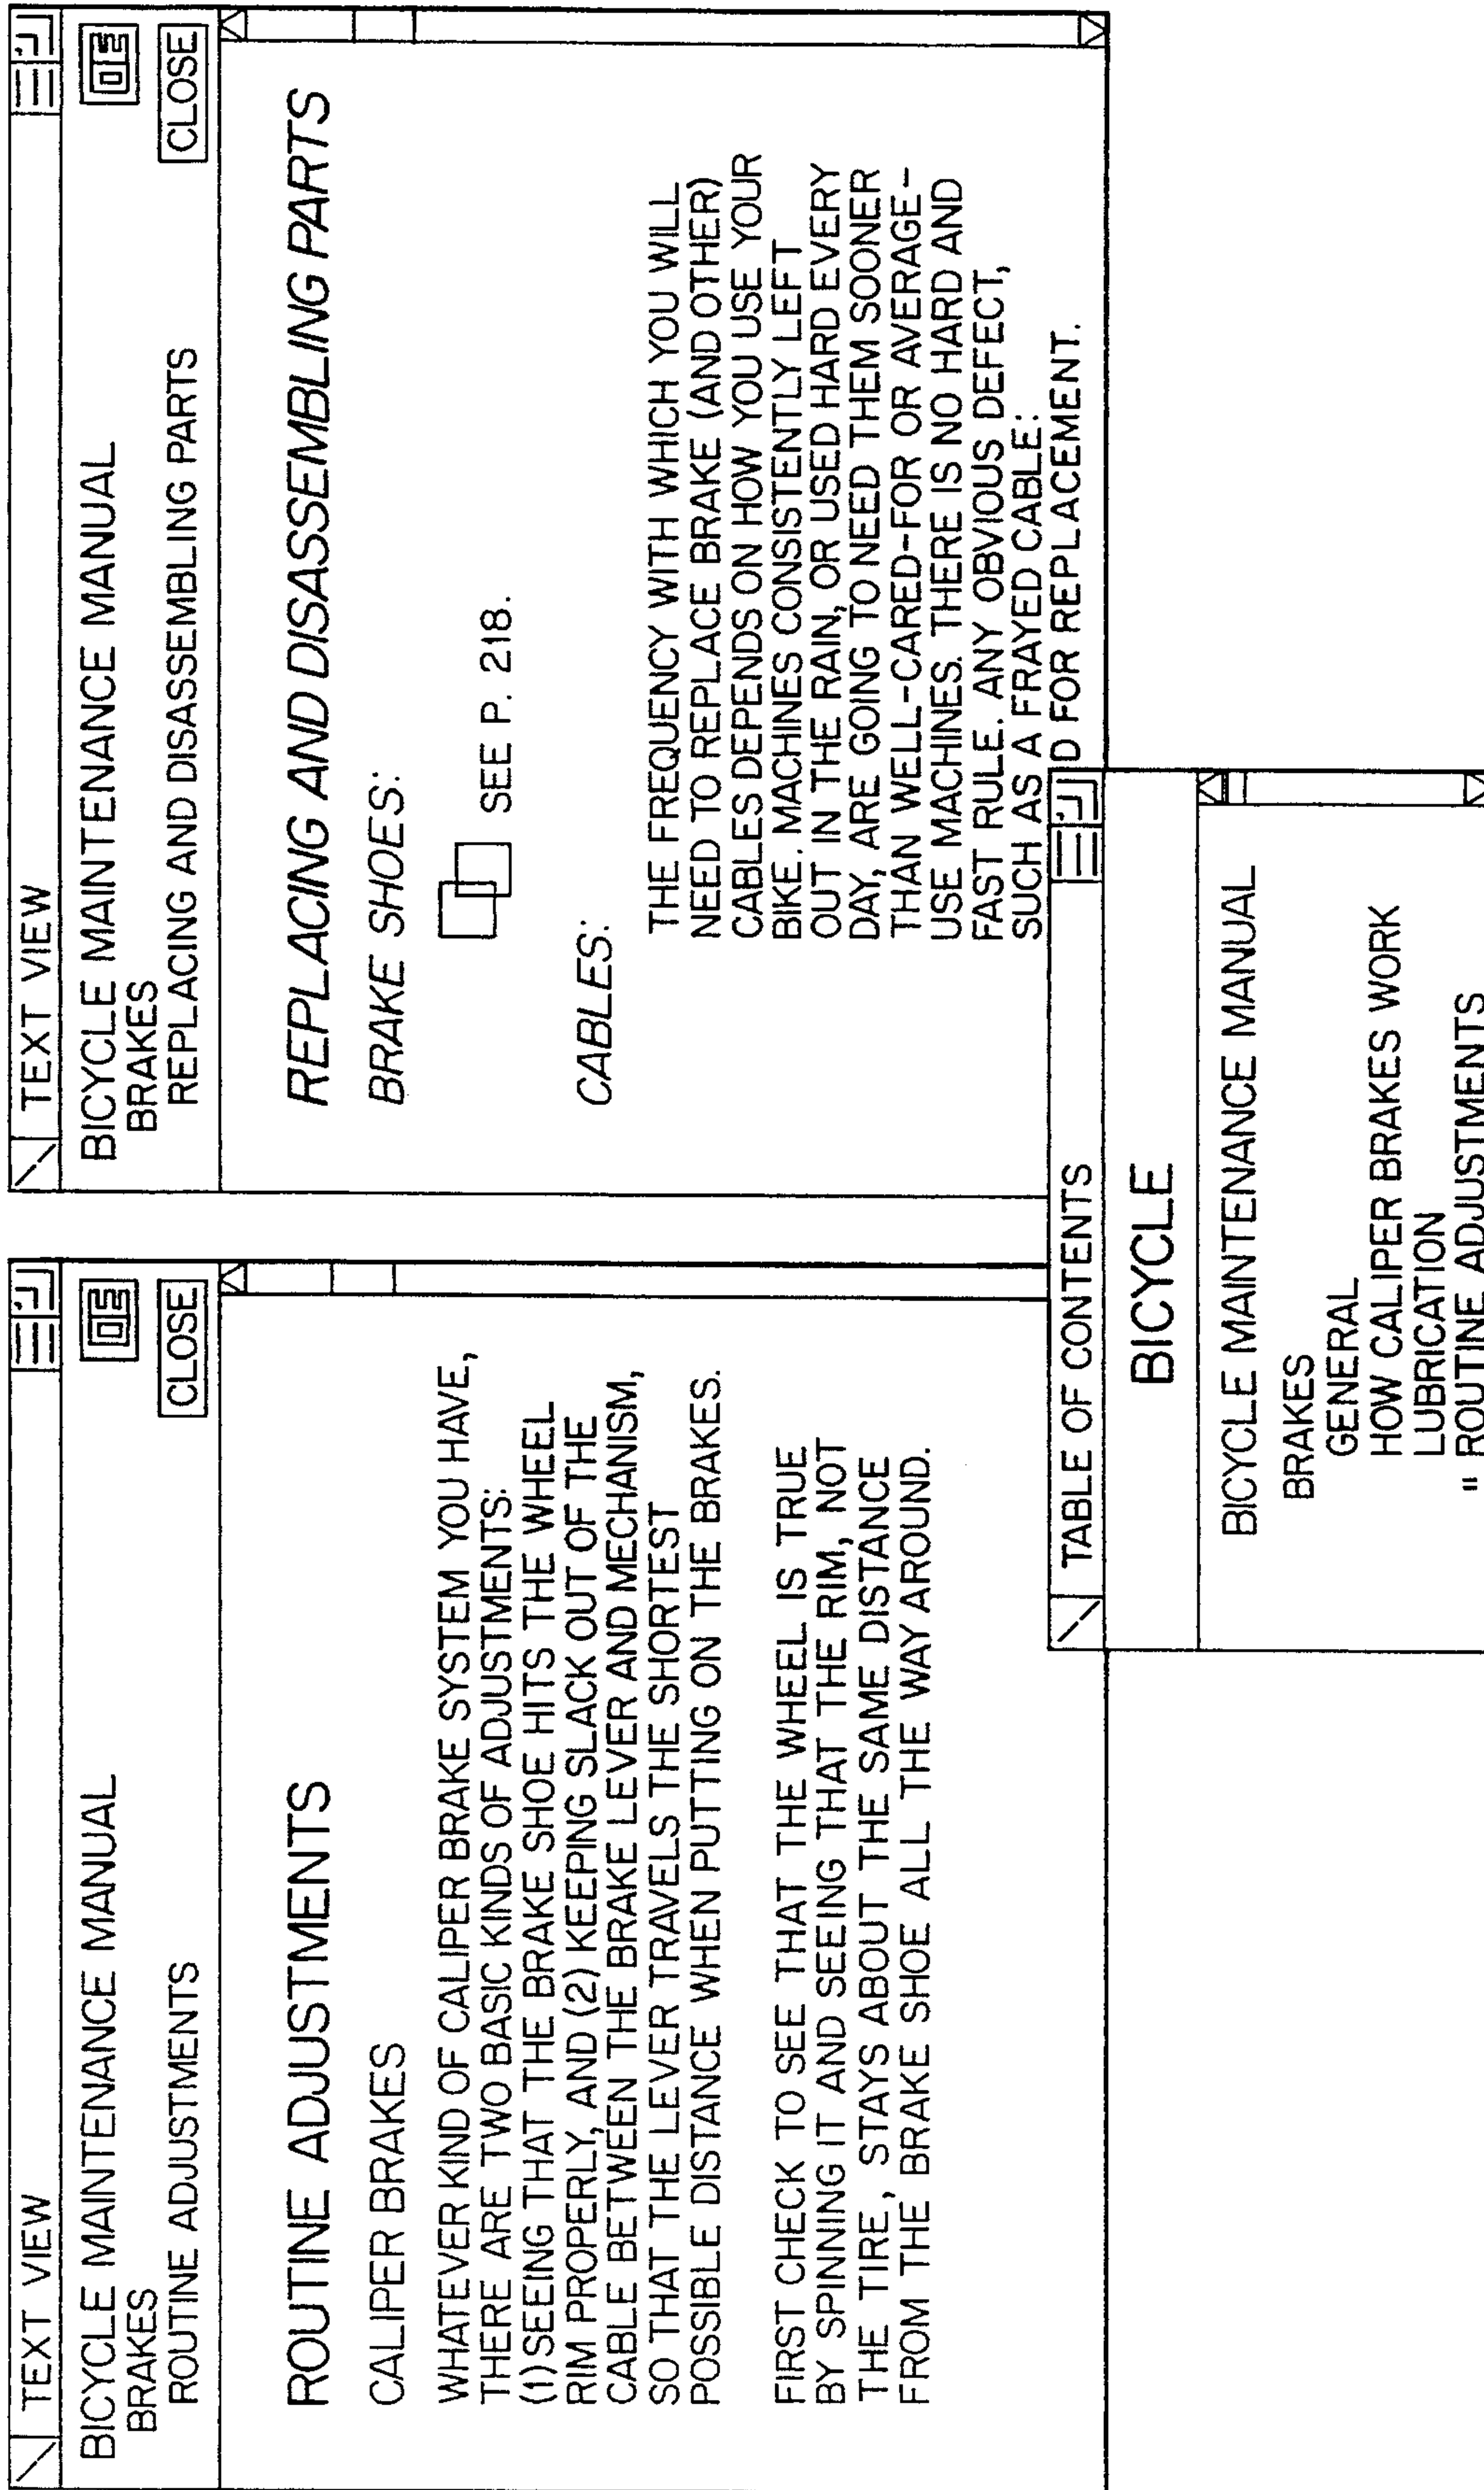 TEXT VIEW
BICYCLE MAINTENANCE MANUAL
BRAKES
ROUTINE ADJUSTMENTS
CLOSE
ROUTINE ADJUSTMENTS
CALIPER BRAKES
WHATEVER KIND OF CALIPER BRAKE SYSTEM YOU HAVE,
THERE ARE TWO BASIC KINDS OF ADJUSTMENTS:
(1) SEEING THAT THE BRAKE SHOE HITS THE WHEEL
RIM PROPERLY, AND (2) KEEPING SLACK OUT OF THE
CABLE BETWEEN THE BRAKE LEVER AND MECHANISM,
SO THAT THE LEVER TRAVELS THE SHORTEST
POSSIBLE DISTANCE WHEN PUTTING ON THE BRAKES.
FIRST CHECK TO SEE THAT THE WHEEL IS TRUE
BY SPINNING IT AND SEEING THAT THE RIM, NOT
THE TIRE, STAYS ABOUT THE SAME DISTANCE
FROM THE BRAKE SHOE ALL THE WAY AROUND.
TEXT VIEW
BICYCLE MAINTENANCE MANUAL
BRAKES
REPLACING AND DISASSEMBLING PARTS
CLOSE
REPLACING AND DISASSEMBLING PARTS
BRAKE SHOES:
SEE P. 218.
CABLES:
THE FREQUENCY WITH WHICH YOU WILL
NEED TO REPLACE BRAKE (AND OTHER)
CABLES DEPENDS ON HOW YOU USE YOUR
BIKE. MACHINES CONSISTENTLY LEFT
OUT IN THE RAIN, OR USED HARD EVERY
DAY, ARE GOING TO NEED THEM SOONER
THAN WELL-CARED-FOR OR AVERAGE-
USE MACHINES. THERE IS NO HARD AND
FAST RULE. ANY OBVIOUS DEFECT,
SUCH AS A FRAYED CABLE:
D FOR REPLACEMENT.
TABLE OF CONTENTS
BICYCLE
BICYCLE MAINTENANCE MANUAL
BRAKES
GENERAL
HOW CALIPER BRAKES WORK
LUBRICATION
" ROUTINE ADJUSTMENTS